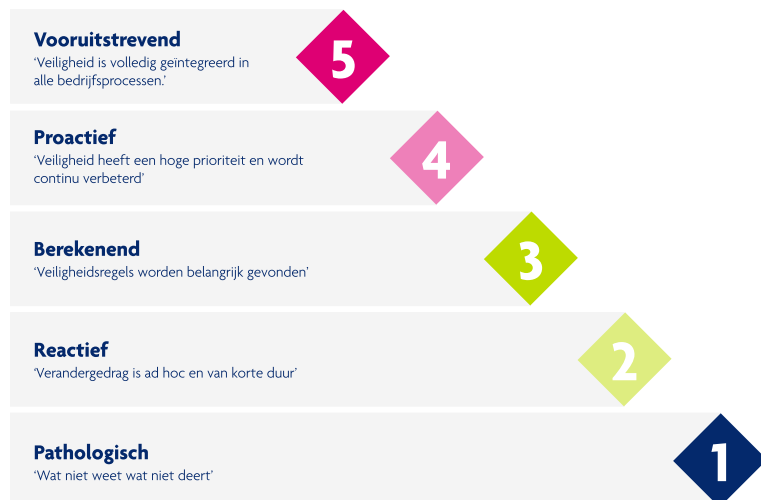 Vooruitstrevend
‘Veiligheid is volledig geïntegreerd in
alle bedrijfsprocessen.’
5
Proactief
‘Veiligheid heeft een hoge prioriteit en wordt
continu verbeterd’
4
Berekenend
‘Veiligheidsregels worden belangrijk gevonden’
3
Reactief
‘Verandergedrag is ad hoc en van korte duur’
2
Pathologisch
‘Wat niet weet wat niet deert’
1